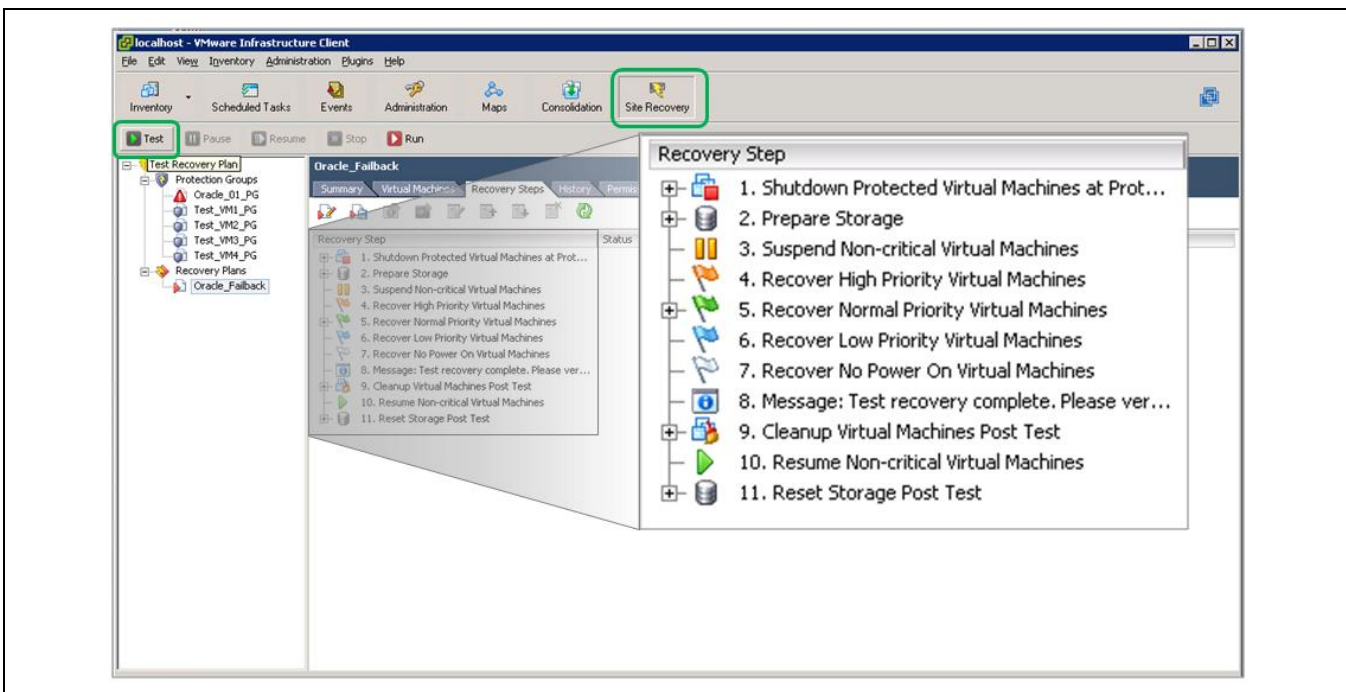 localhost - VMware Infrastructure Client
File Edit View Inventory Administration Plugins Help
Inventory Scheduled Tasks Events Administration Maps Consolidation Site Recovery
Test Pause Resume Stop Run
Test Recovery Plan
Protection Groups
Oracle_01_PG
Test_VM1_PG
Test_VM2_PG
Test_VM3_PG
Test_VM4_PG
Recovery Plans
Oracle_Failback
Oracle_Failback
Summary Virtual Machines Recovery Steps History
Recovery Step Status
1. Shutdown Protected Virtual Machines at Prot...
2. Prepare Storage
3. Suspend Non-critical Virtual Machines
4. Recover High Priority Virtual Machines
5. Recover Normal Priority Virtual Machines
6. Recover Low Priority Virtual Machines
7. Recover No Power On Virtual Machines
8. Message: Test recovery complete. Please ver...
9. Cleanup Virtual Machines Post Test
10. Resume Non-critical Virtual Machines
11. Reset Storage Post Test
Recovery Step
1. Shutdown Protected Virtual Machines at Prot...
2. Prepare Storage
3. Suspend Non-critical Virtual Machines
4. Recover High Priority Virtual Machines
5. Recover Normal Priority Virtual Machines
6. Recover Low Priority Virtual Machines
7. Recover No Power On Virtual Machines
8. Message: Test recovery complete. Please ver...
9. Cleanup Virtual Machines Post Test
10. Resume Non-critical Virtual Machines
11. Reset Storage Post Test